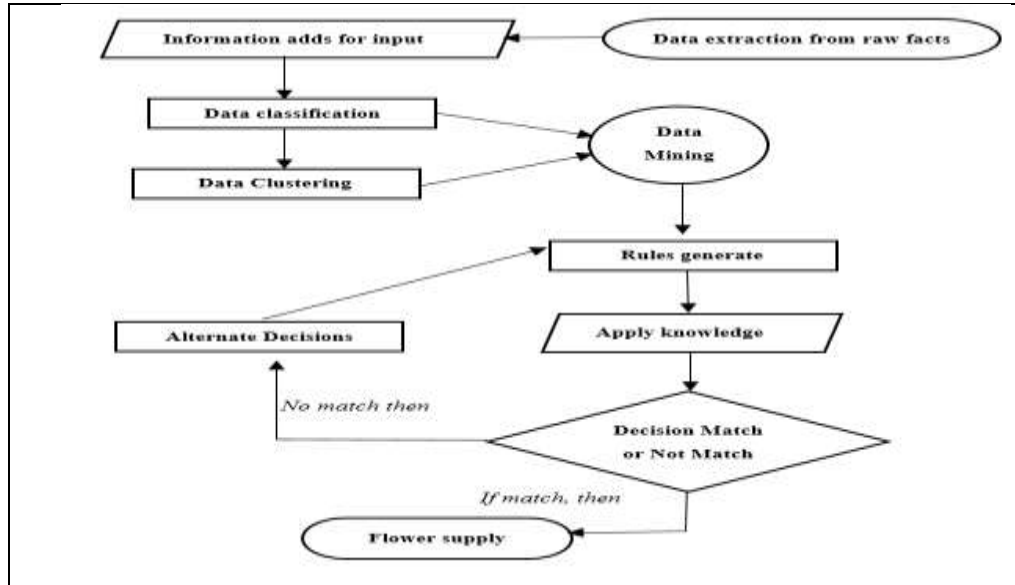 Information adds for input
Data extraction from raw facts
Data classification
Data
Mining
Data Clustering
Rules generate
Alternate Decisions
Apply knowledge
No match then
Decision Match
or Not Match
If match, then
Flower supply